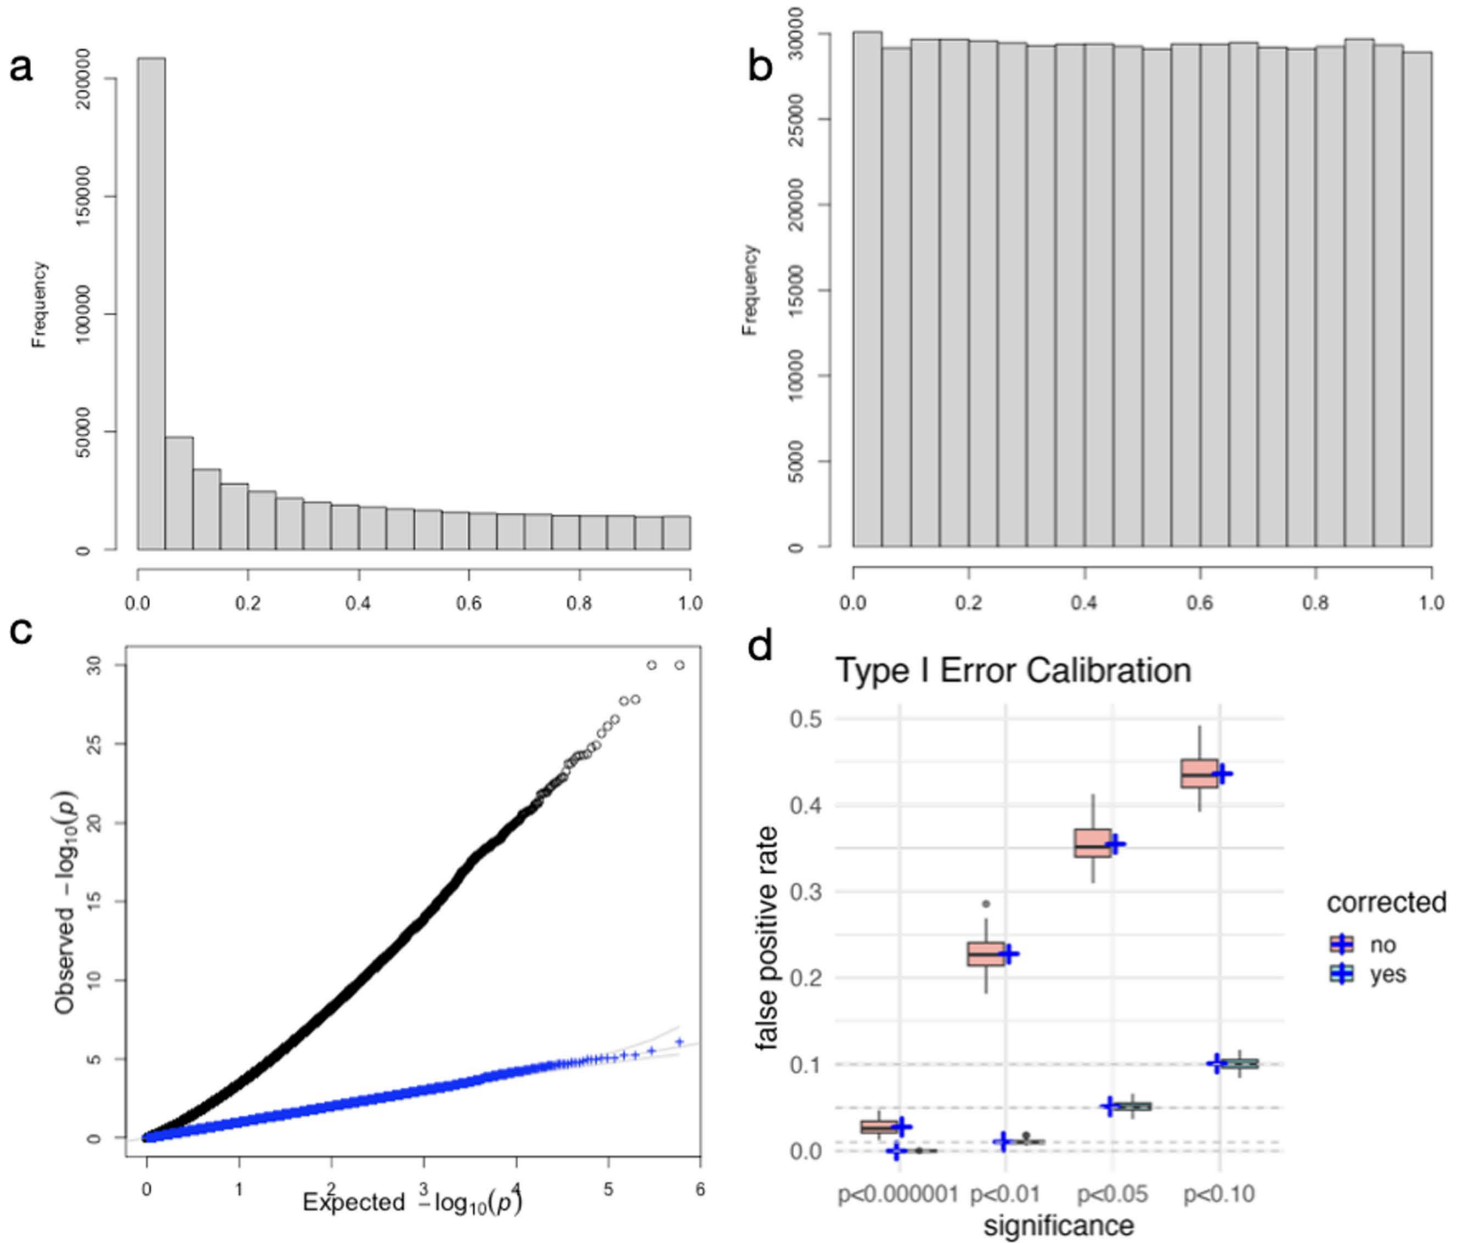 a
Frequency
200000
150000
100000
50000
0
0.0 0.2 0.4 0.6 0.8 1.0
b
Frequency
30000
25000
20000
15000
10000
5000
0
0.0 0.2 0.4 0.6 0.8 1.0
c
Observed −log10(p)
30
25
20
15
10
5
0
0 1 2 3 4 5 6
Expected −log10(p)
d
Type I Error Calibration
false positive rate
0.5
0.4
0.3
0.2
0.1
0.0
p<0.000001 p<0.01 p<0.05 p<0.10
significance
corrected
no
yes